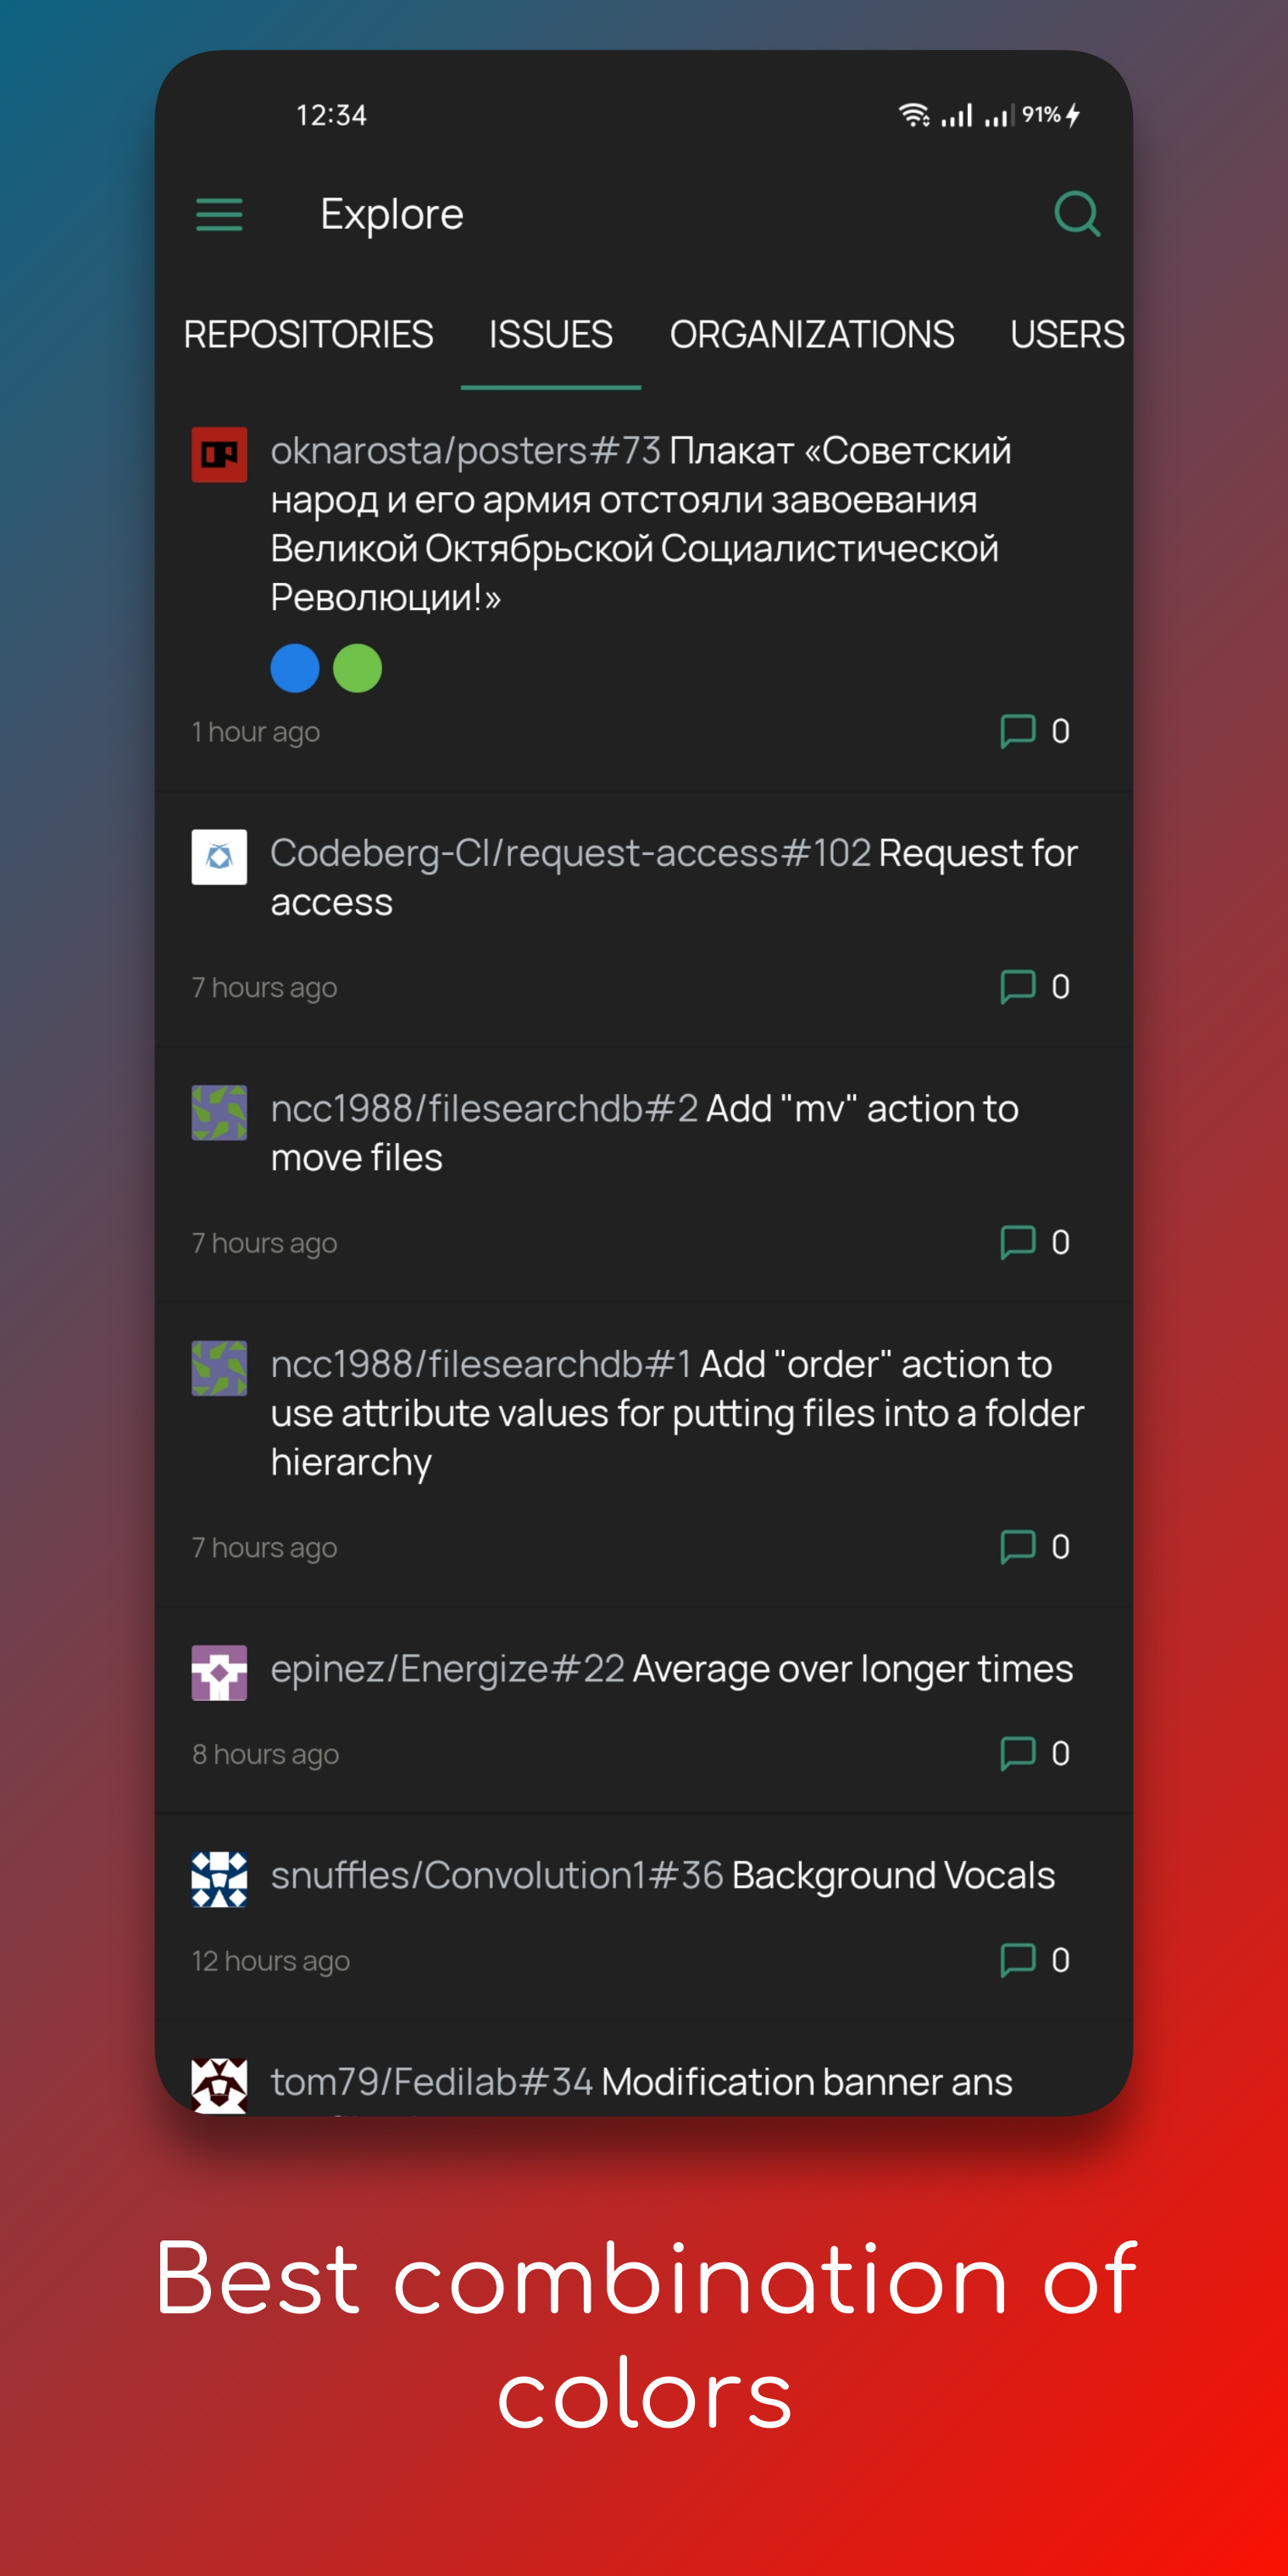 12:34
91%
Explore
REPOSITORIES ISSUES ORGANIZATIONS USERS
oknarosta/posters#73 Плакат «Советский
народ и его армия отстояли завоевания
Великой Октябрьской Социалистической
Революции!»
1 hour ago 0
Codeberg-CI/request-access#102 Request for
access
7 hours ago 0
ncc1988/filesearchdb#2 Add "mv" action to
move files
7 hours ago 0
ncc1988/filesearchdb#1 Add "order" action to
use attribute values for putting files into a folder
hierarchy
7 hours ago 0
epinez/Energize#22 Average over longer times
8 hours ago 0
snuffles/Convolution1#36 Background Vocals
12 hours ago 0
tom79/Fedilab#34 Modification banner ans
Best combination of
colors